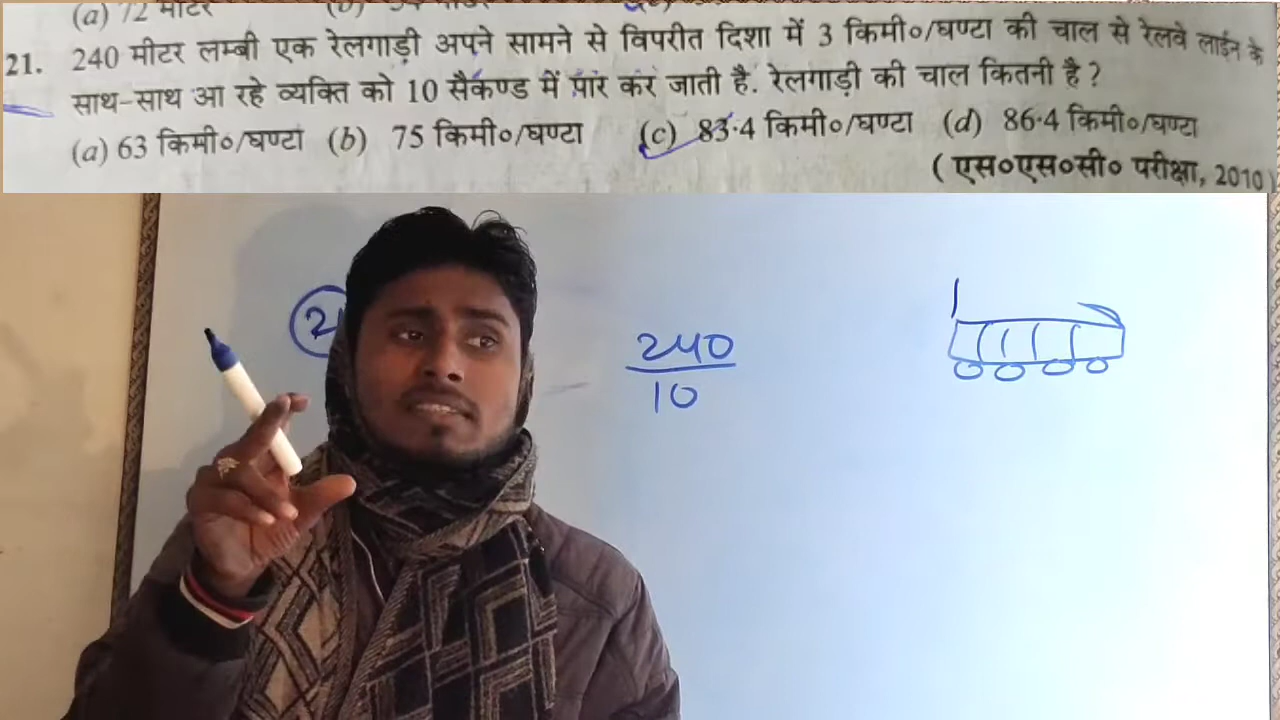 (a) 72 मीटर
21. 240 मीटर लम्बी एक रेलगाड़ी अपने सामने से विपरीत दिशा में 3 किमी०/घण्टा की चाल से रेलवे लाईन के
साथ-साथ आ रहे व्यक्ति को 10 सैकण्ड में पार कर जाती है. रेलगाड़ी की चाल कितनी है ?
(a) 63 किमी०/घण्टा (b) 75 किमी०/घण्टा (c) 83·4 किमी०/घण्टा (d) 86·4 किमी०/घण्टा
( एस०एस०सी० परीक्षा, 2010)
240
10